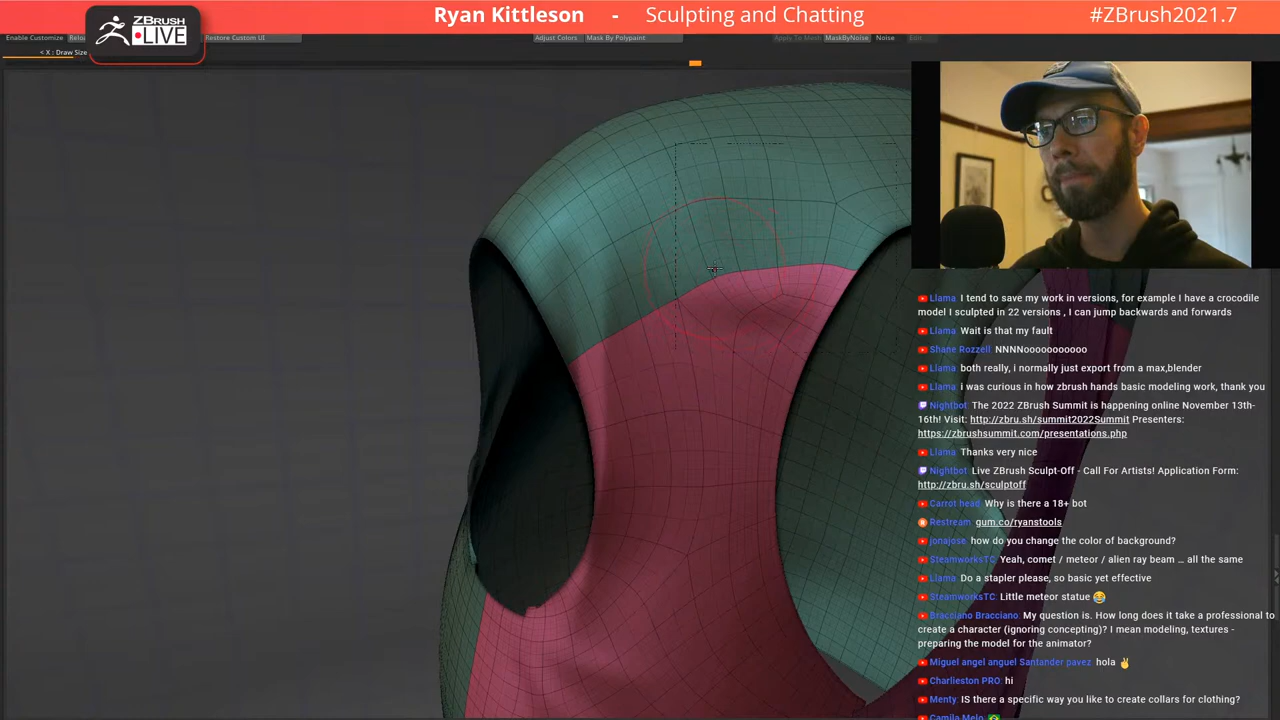 Ryan Kittleson - Sculpting and Chatting #ZBrush2021.7
ZBRUSH
LIVE
Enable Customize Restore Custom UI Adjust Colors Mask By Polypaint Apply To Mesh MaskByNoise Noise Edit
< X : Draw Size
Llama: I tend to save my work in versions, for example I have a crocodile
model I sculpted in 22 versions , I can jump backwards and forwards
Llama: Wait is that my fault
Shane Rozzell: NNNNoooooooooo
Llama: both really, i normally just export from a max,blender
Llama: i was curious in how zbrush hands basic modeling work, thank you
Nightbot: The 2022 ZBrush Summit is happening online November 13th-
16th! Visit: http://zbru.sh/summit2022Summit Presenters:
https://zbrushsummit.com/presentations.php
Llama: Thanks very nice
Nightbot: Live ZBrush Sculpt-Off - Call For Artists! Application Form:
http://zbru.sh/sculptoff
Carrot head: Why is there a 18+ bot
Restream: gum.co/ryanstools
jonajose: how do you change the color of background?
SteamworksTC: Yeah, comet / meteor / alien ray beam ... all the same
Llama: Do a stapler please, so basic yet effective
SteamworksTC: Little meteor statue 😂
Bracciano Bracciano: My question is. How long does it take a professional to
create a character (ignoring concepting)? I mean modeling, textures -
preparing the model for the animator?
Miguel angel anguel Santander pavez: hola ✌
Charlieston PRO: hi
Menty: IS there a specific way you like to create collars for clothing?
Camila Melo: 🇧🇷